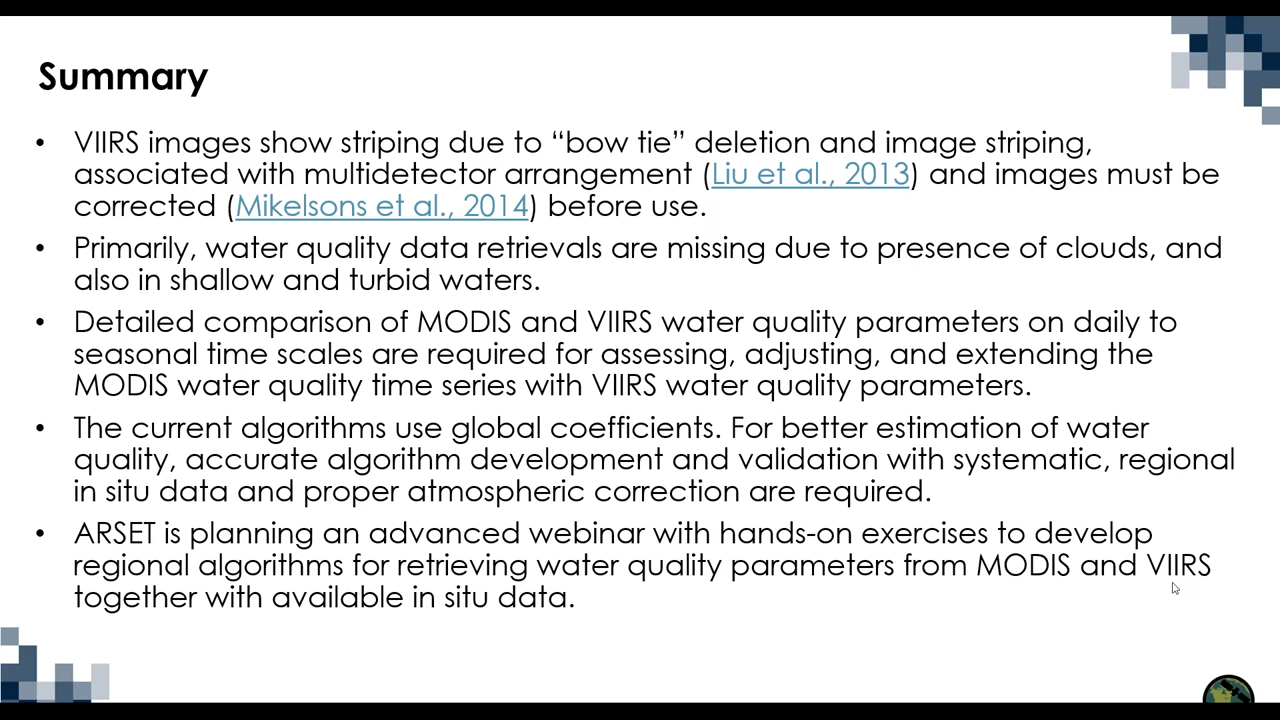 Summary
• VIIRS images show striping due to “bow tie” deletion and image striping,
associated with multidetector arrangement (Liu et al., 2013) and images must be
corrected (Mikelsons et al., 2014) before use.
• Primarily, water quality data retrievals are missing due to presence of clouds, and
also in shallow and turbid waters.
• Detailed comparison of MODIS and VIIRS water quality parameters on daily to
seasonal time scales are required for assessing, adjusting, and extending the
MODIS water quality time series with VIIRS water quality parameters.
• The current algorithms use global coefficients. For better estimation of water
quality, accurate algorithm development and validation with systematic, regional
in situ data and proper atmospheric correction are required.
• ARSET is planning an advanced webinar with hands-on exercises to develop
regional algorithms for retrieving water quality parameters from MODIS and VIIRS
together with available in situ data.